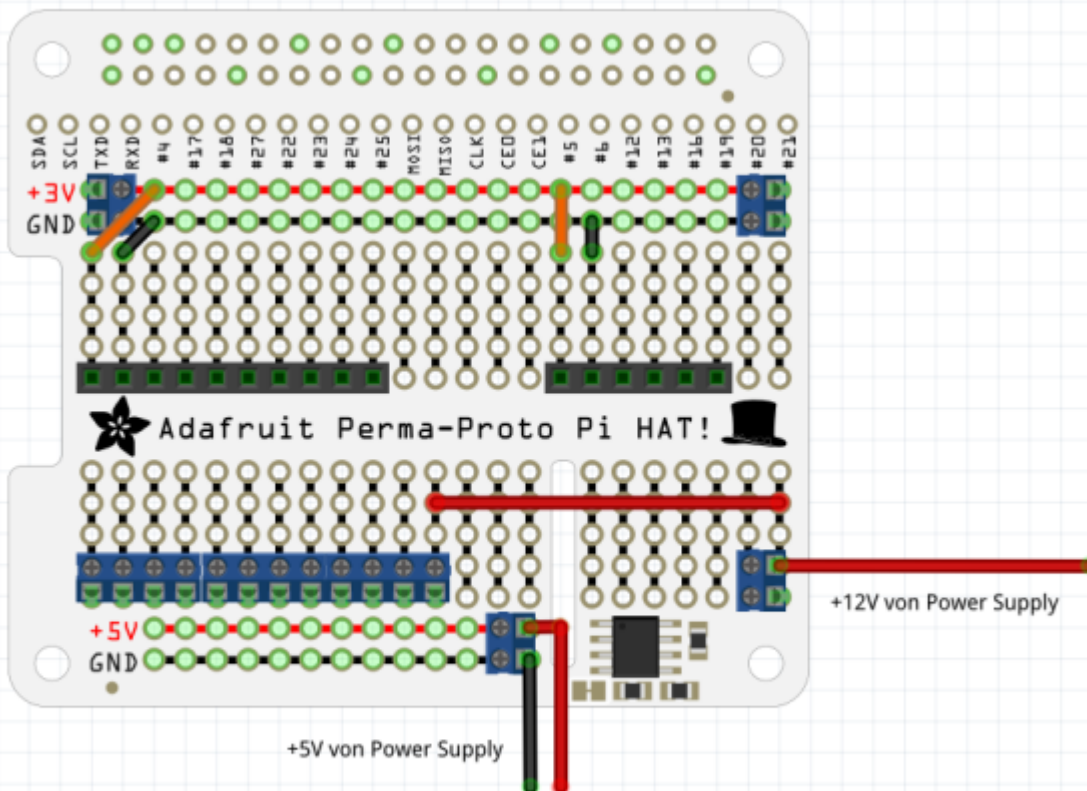 SDA SCL TXD RXD #4 #17 #18 #27 #22 #23 #24 #25 MOSI MISO CLK CE0 CE1 #5 #6 #12 #13 #16 #19 #20 #21
+3V
GND
Adafruit Perma-Proto Pi HAT!
+12V von Power Supply
+5V
GND
+5V von Power Supply